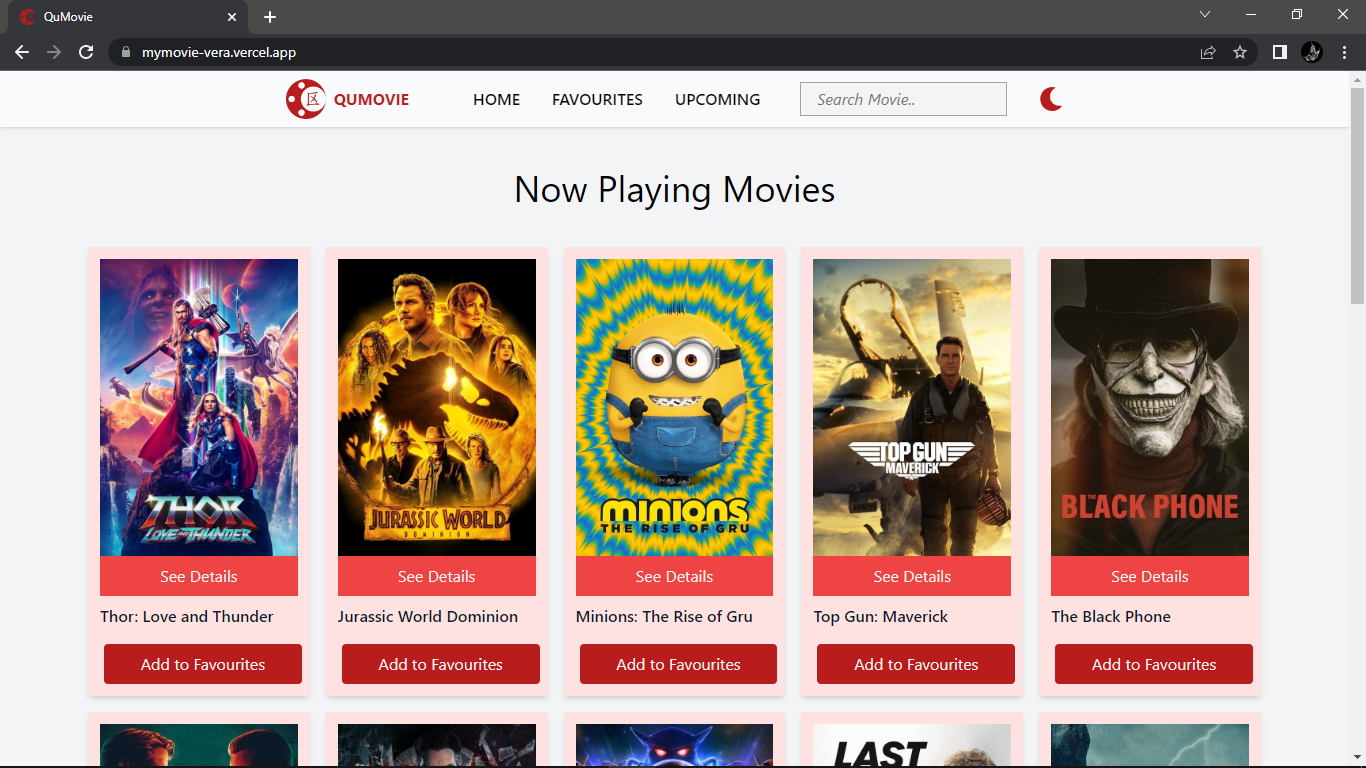 QuMovie
mymovie-vera.vercel.app
区
QUMOVIE
HOME
FAVOURITES
UPCOMING
Search Movie..
Now Playing Movies
THOR
LOVE AND THUNDER
JURASSIC WORLD
DOMINION
MINIONS
THE RISE OF GRU
TOP GUN
MAVERICK
THE BLACK PHONE
See Details
See Details
See Details
See Details
See Details
Thor: Love and Thunder
Jurassic World Dominion
Minions: The Rise of Gru
Top Gun: Maverick
The Black Phone
Add to Favourites
Add to Favourites
Add to Favourites
Add to Favourites
Add to Favourites
LAST